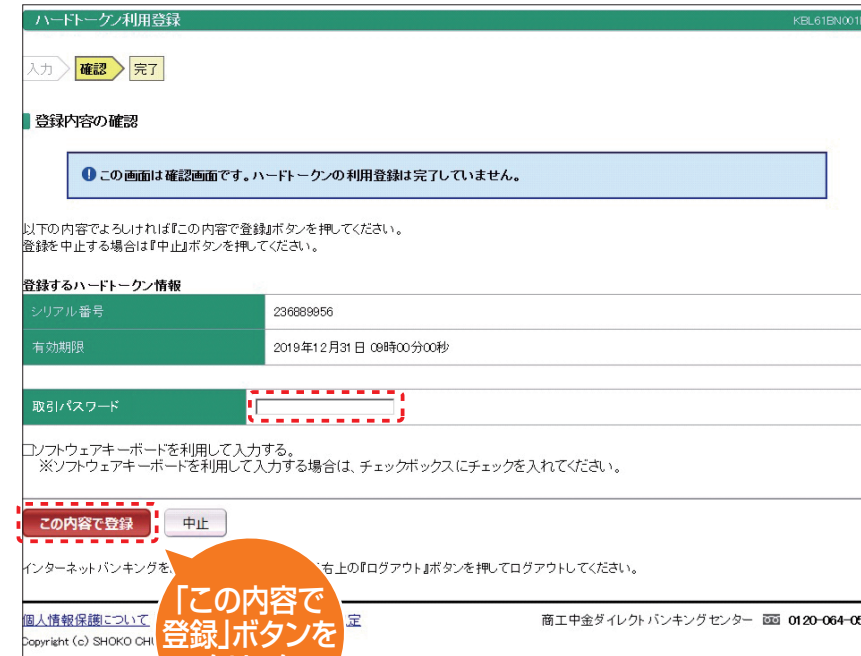 ハードトークン利用登録 KBL61BN001
入力 確認 完了
登録内容の確認
この画面は確認画面です。ハードトークンの利用登録は完了していません。
以下の内容でよろしければ『この内容で登録』ボタンを押してください。
登録を中止する場合は『中止』ボタンを押してください。
登録するハードトークン情報
シリアル番号 236889956
有効期限 2019年12月31日 09時00分00秒
取引パスワード
ソフトウェアキーボードを利用して入力する。
※ソフトウェアキーボードを利用して入力する場合は、チェックボックスにチェックを入れてください。
この内容で登録 中止
インターネットバンキングを 右上の『ログアウト』ボタンを押してログアウトしてください。
「この内容で
登録」ボタンを
個人情報保護について 定 商工中金ダイレクトバンキングセンター 0120-064-05
Copyright (c) SHOKO CHU